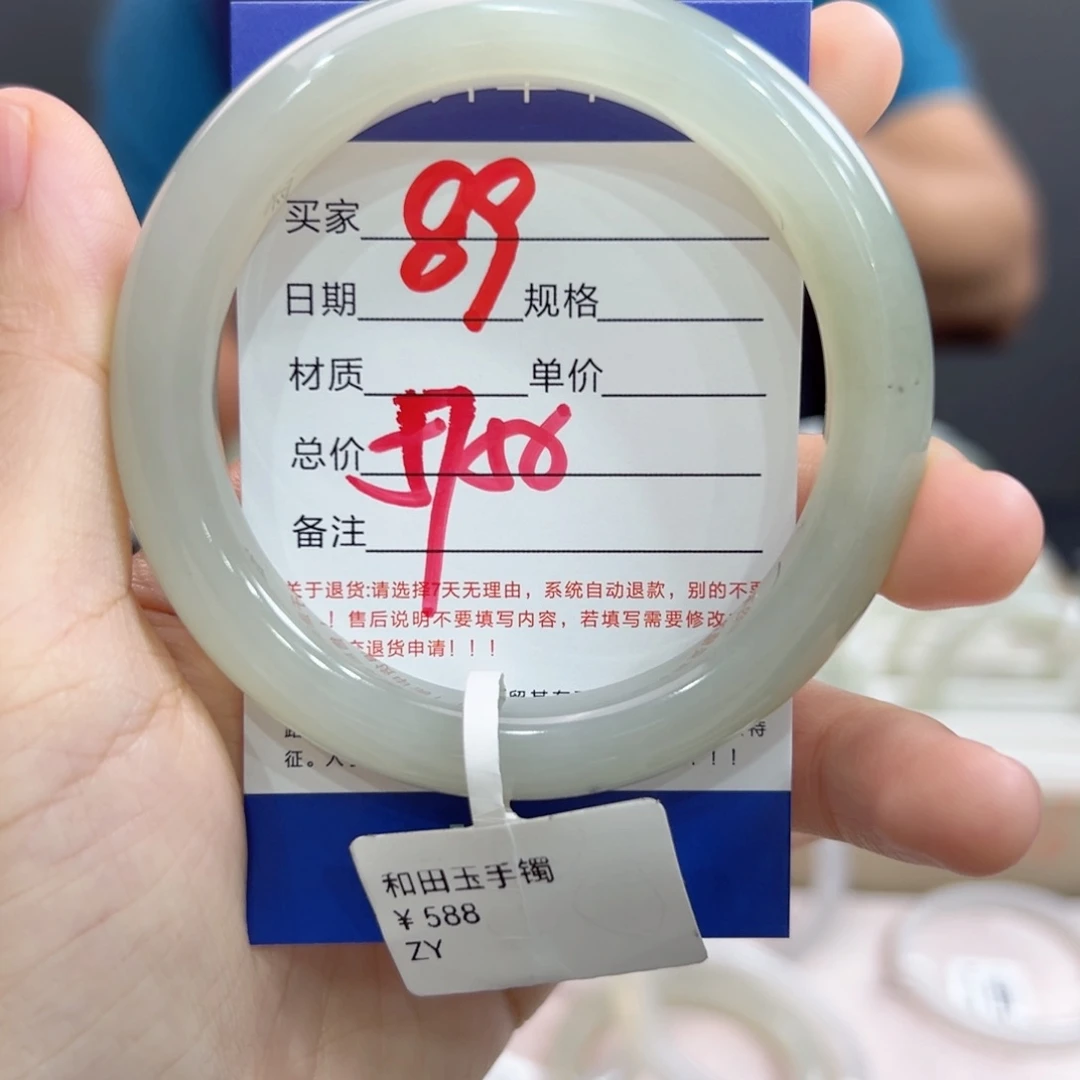 买家 89
日期 规格
材质 单价
总价
备注
关于退货:请选择7天无理由，系统自动退款，别的不要
！售后说明不要填写内容，若填写需要修改
退货申请！！！
征。
！！
和田玉手镯
￥588
ZY